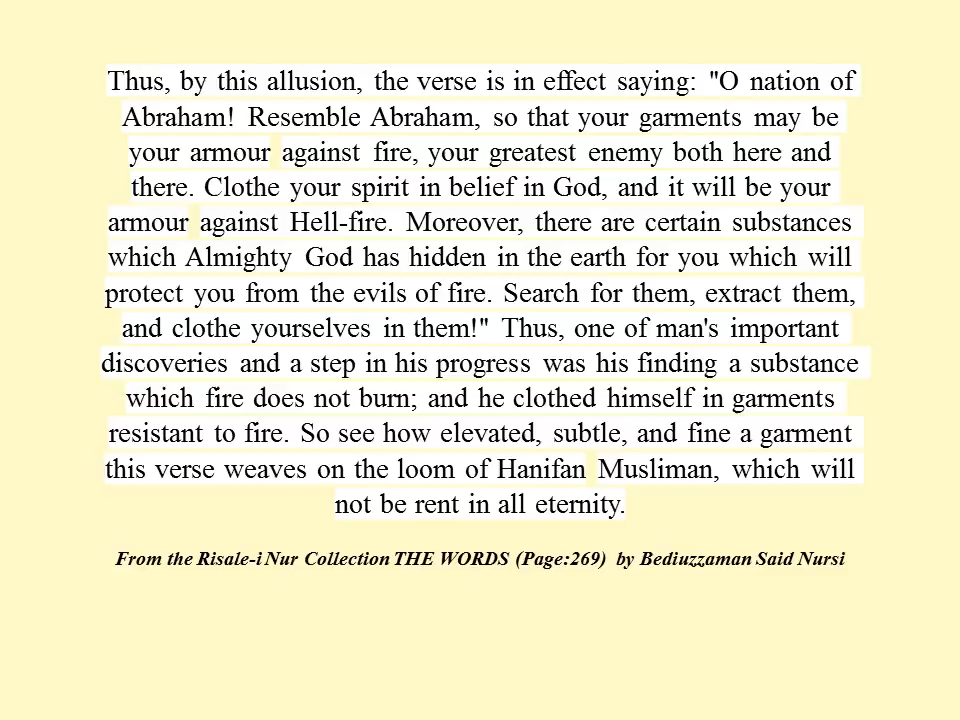 Thus, by this allusion, the verse is in effect saying: "O nation of
Abraham! Resemble Abraham, so that your garments may be
your armour against fire, your greatest enemy both here and
there. Clothe your spirit in belief in God, and it will be your
armour against Hell-fire. Moreover, there are certain substances
which Almighty God has hidden in the earth for you which will
protect you from the evils of fire. Search for them, extract them,
and clothe yourselves in them!" Thus, one of man's important
discoveries and a step in his progress was his finding a substance
which fire does not burn; and he clothed himself in garments
resistant to fire. So see how elevated, subtle, and fine a garment
this verse weaves on the loom of Hanifan Musliman, which will
not be rent in all eternity.
From the Risale-i Nur Collection THE WORDS (Page:269) by Bediuzzaman Said Nursi